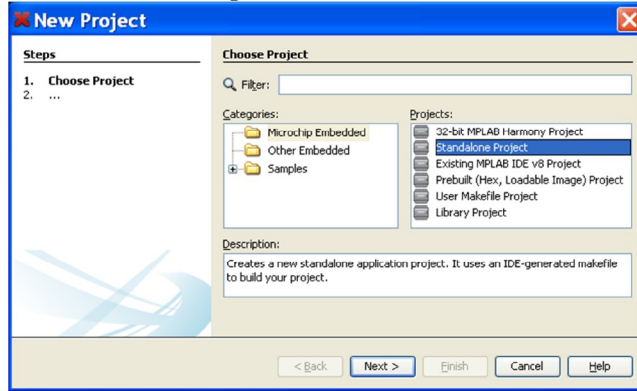 New Project
Steps
1. Choose Project
2. ...
Choose Project
Filter:
Categories:
Microchip Embedded
Other Embedded
Samples
Projects:
32-bit MPLAB Harmony Project
Standalone Project
Existing MPLAB IDE v8 Project
Prebuilt (Hex, Loadable Image) Project
User Makefile Project
Library Project
Description:
Creates a new standalone application project. It uses an IDE-generated makefile
to build your project.
< Back
Next >
Finish
Cancel
Help